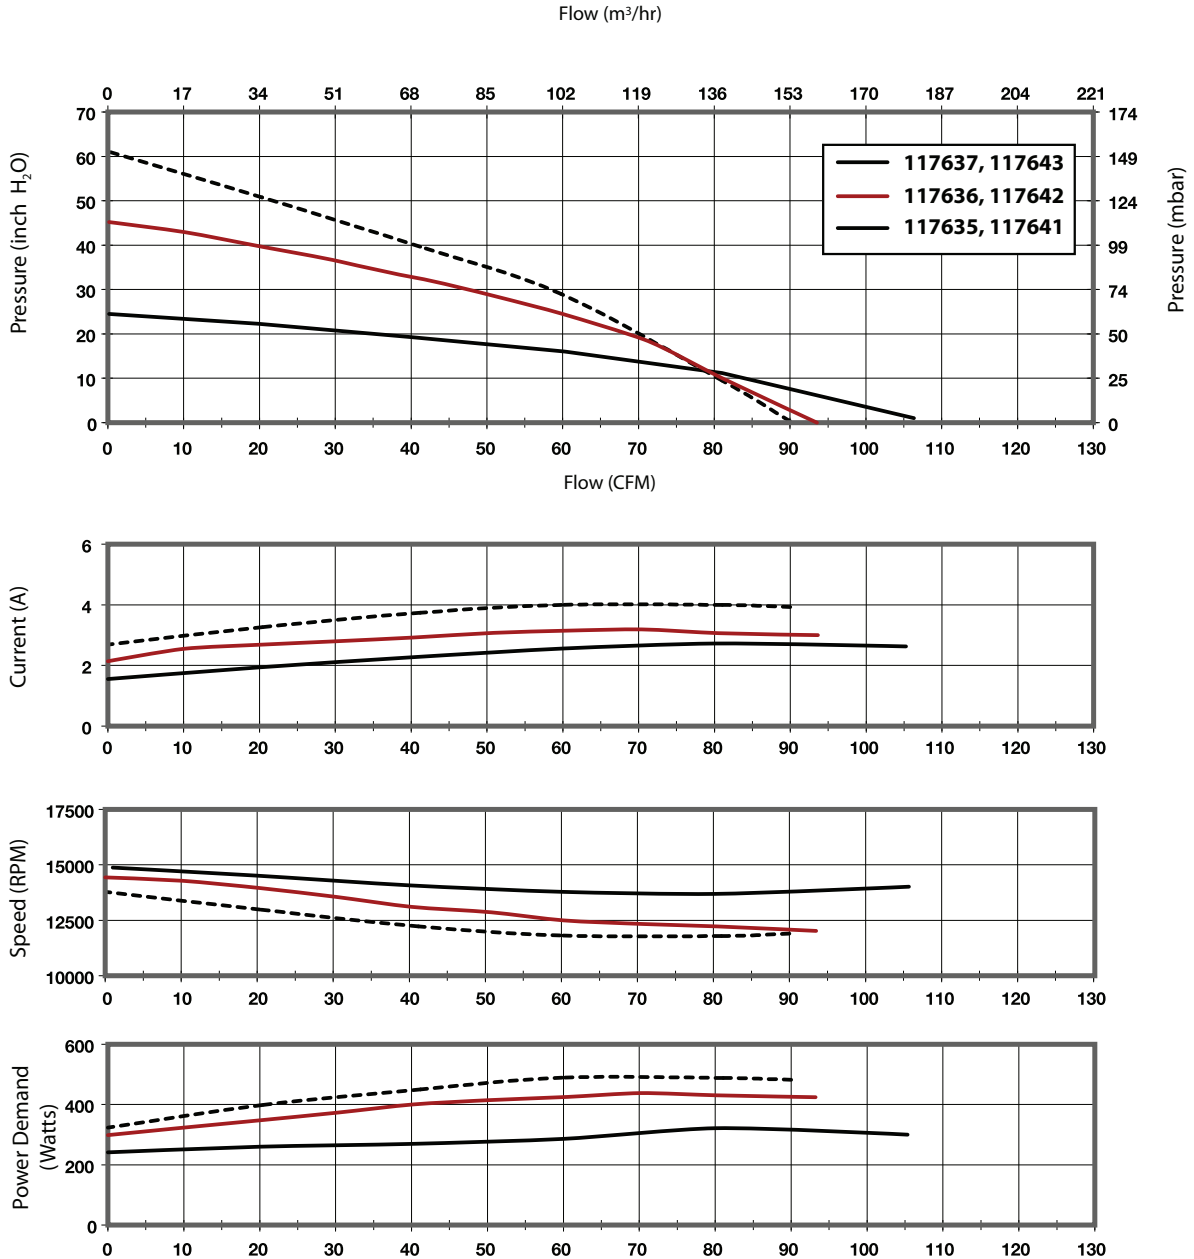 Flow (m³/hr)
0 17 34 51 68 85 102 119 136 153 170 187 204 221
Pressure (inch H₂O)
70 60 50 40 30 20 10 0
174 149 124 99 74 50 25 0
Pressure (mbar)
117637, 117643
117636, 117642
117635, 117641
0 10 20 30 40 50 60 70 80 90 100 110 120 130
Flow (CFM)
Current (A)
6 4 2 0
0 10 20 30 40 50 60 70 80 90 100 110 120 130
Speed (RPM)
17500 15000 12500 10000
0 10 20 30 40 50 60 70 80 90 100 110 120 130
Power Demand
(Watts)
600 400 200 0
0 10 20 30 40 50 60 70 80 90 100 110 120 130